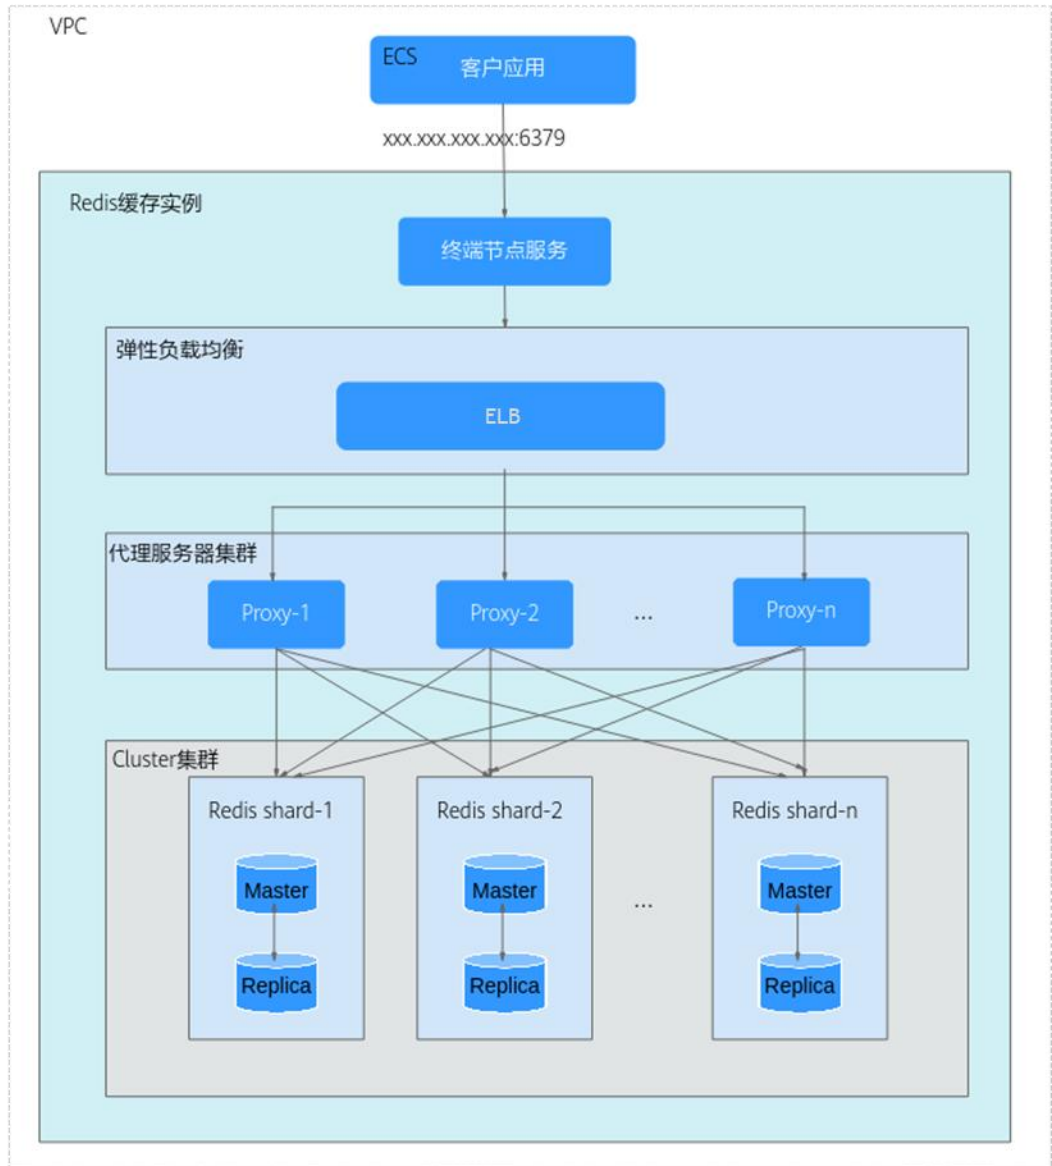 VPC
ECS
客户应用
xxx.xxx.xxx.xxx:6379
Redis缓存实例
终端节点服务
弹性负载均衡
ELB
代理服务器集群
Proxy-1
Proxy-2
...
Proxy-n
Cluster集群
Redis shard-1
Redis shard-2
Redis shard-n
Master
Master
...
Master
Replica
Replica
Replica